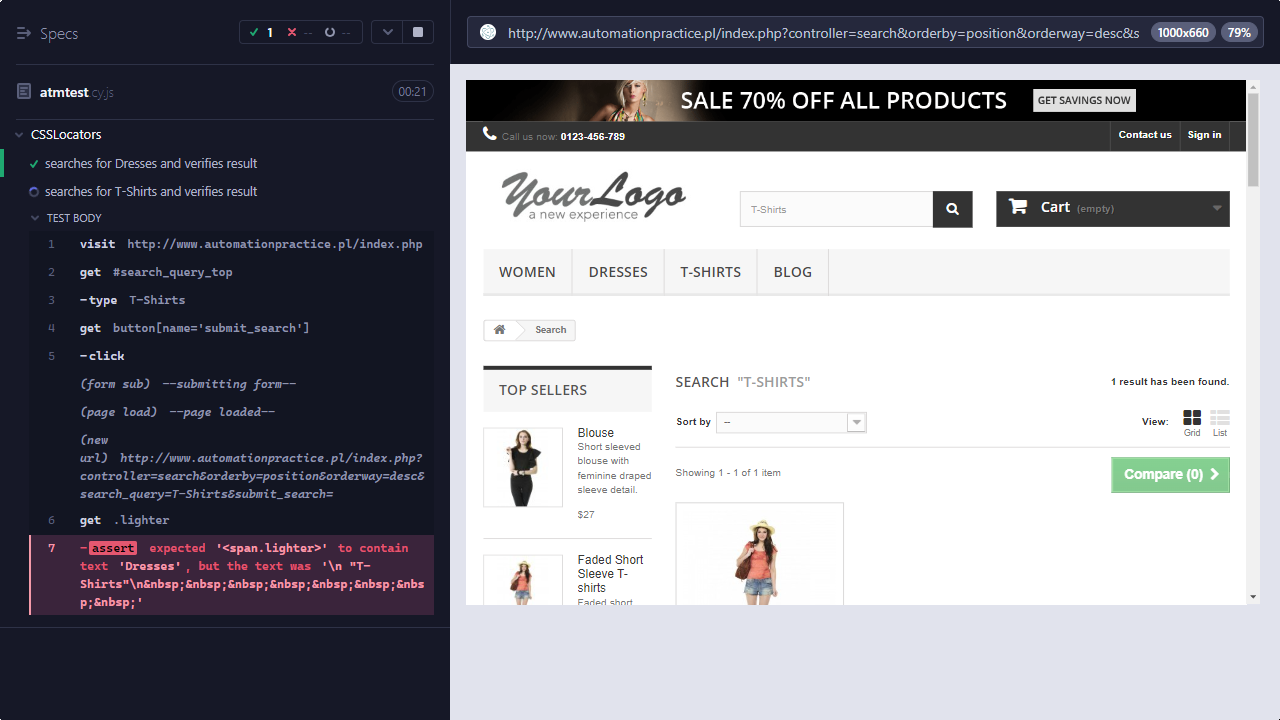 Specs
1
--
--
atmtest.cy.js
00:21
CSSLocators
searches for Dresses and verifies result
searches for T-Shirts and verifies result
TEST BODY
1 visit http://www.automationpractice.pl/index.php
2 get #search_query_top
3 -type T-Shirts
4 get button[name='submit_search']
5 -click
(form sub) --submitting form--
(page load) --page loaded--
(new
url) http://www.automationpractice.pl/index.php?
controller=search&orderby=position&orderway=desc&
search_query=T-Shirts&submit_search=
6 get .lighter
7 -assert expected '<span.lighter>' to contain
text 'Dresses', but the text was '\n "T-
Shirts"\n&nbsp;&nbsp;&nbsp;&nbsp;&nbsp;&nbsp;&nbs
p;&nbsp;'
http://www.automationpractice.pl/index.php?controller=search&orderby=position&orderway=desc&s
1000x660
79%
SALE 70% OFF ALL PRODUCTS
GET SAVINGS NOW
Call us now: 0123-456-789
Contact us
Sign in
YourLogo
a new experience
T-Shirts
Cart (empty)
WOMEN
DRESSES
T-SHIRTS
BLOG
Search
TOP SELLERS
Blouse
Short sleeved
blouse with
feminine draped
sleeve detail.
$27
Faded Short
Sleeve T-
shirts
Faded short
SEARCH "T-SHIRTS"
1 result has been found.
Sort by
--
View:
Grid
List
Showing 1 - 1 of 1 item
Compare (0)